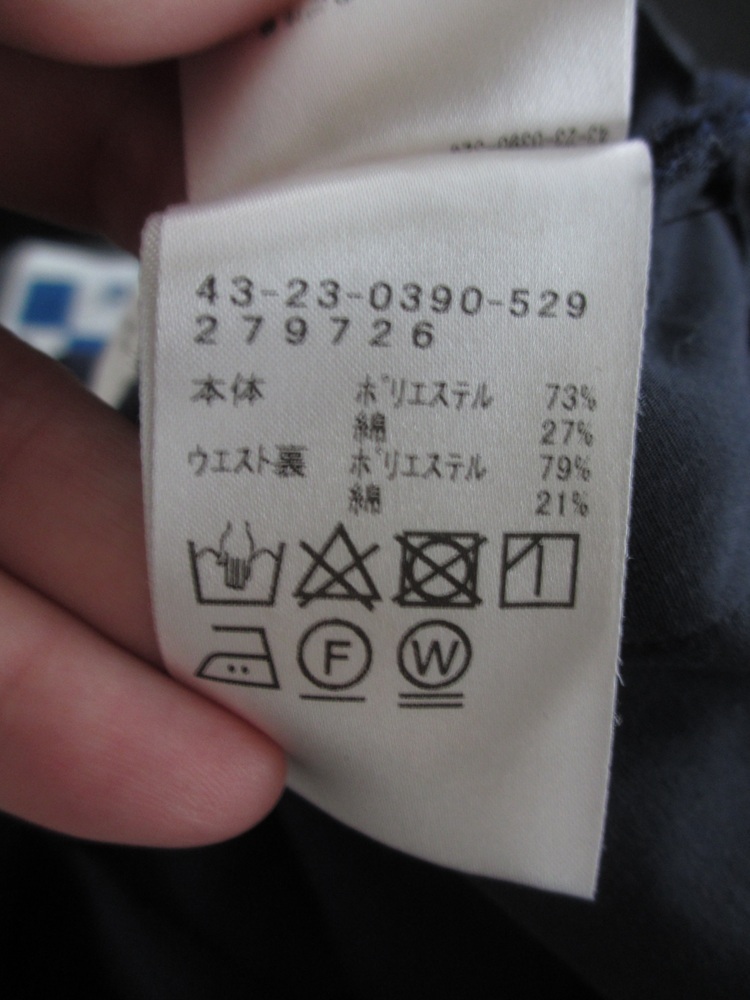 43-23-0390-529
279726
本体 ポリエステル 73%
綿 27%
ウエスト裏 ポリエステル 79%
綿 21%
F W